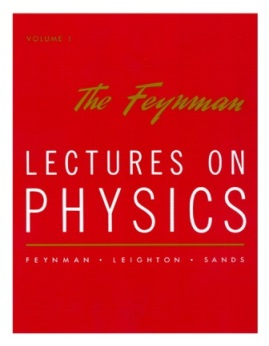 VOLUME I
The Feynman
LECTURES ON
PHYSICS
FEYNMAN • LEIGHTON • SANDS